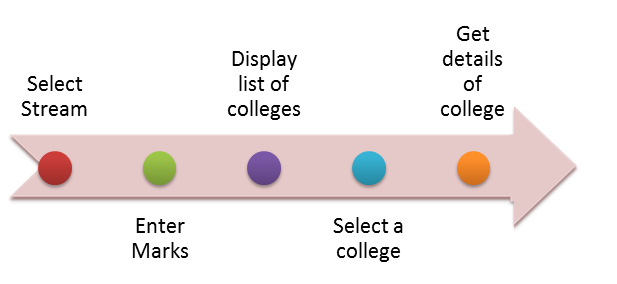 Select
Stream
Enter
Marks
Display
list of
colleges
Select a
college
Get
details
of
college